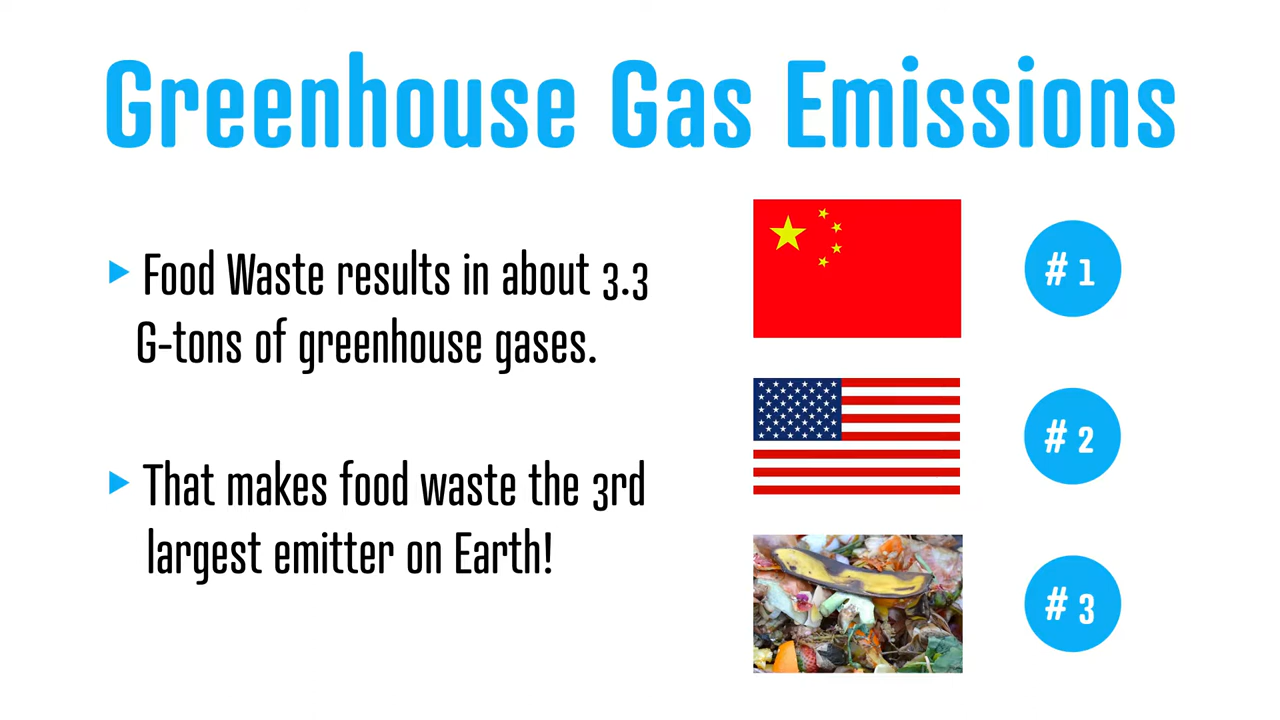 Greenhouse Gas Emissions
Food Waste results in about 3.3
G-tons of greenhouse gases.
That makes food waste the 3rd
largest emitter on Earth!
# 1
# 2
# 3